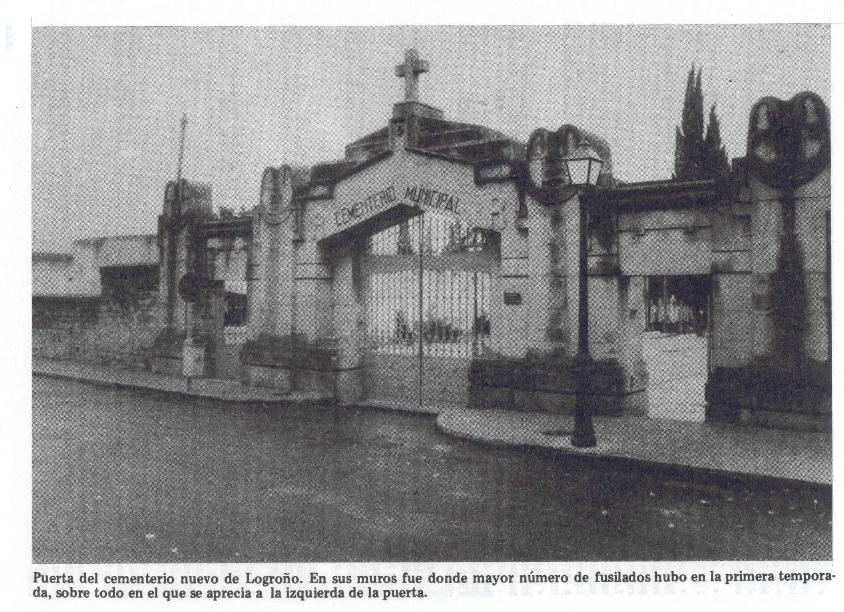 CEMENTERIO MUNICIPAL
Puerta del cementerio nuevo de Logroño. En sus muros fue donde mayor número de fusilados hubo en la primera tempora-
da, sobre todo en el que se aprecia a la izquierda de la puerta.